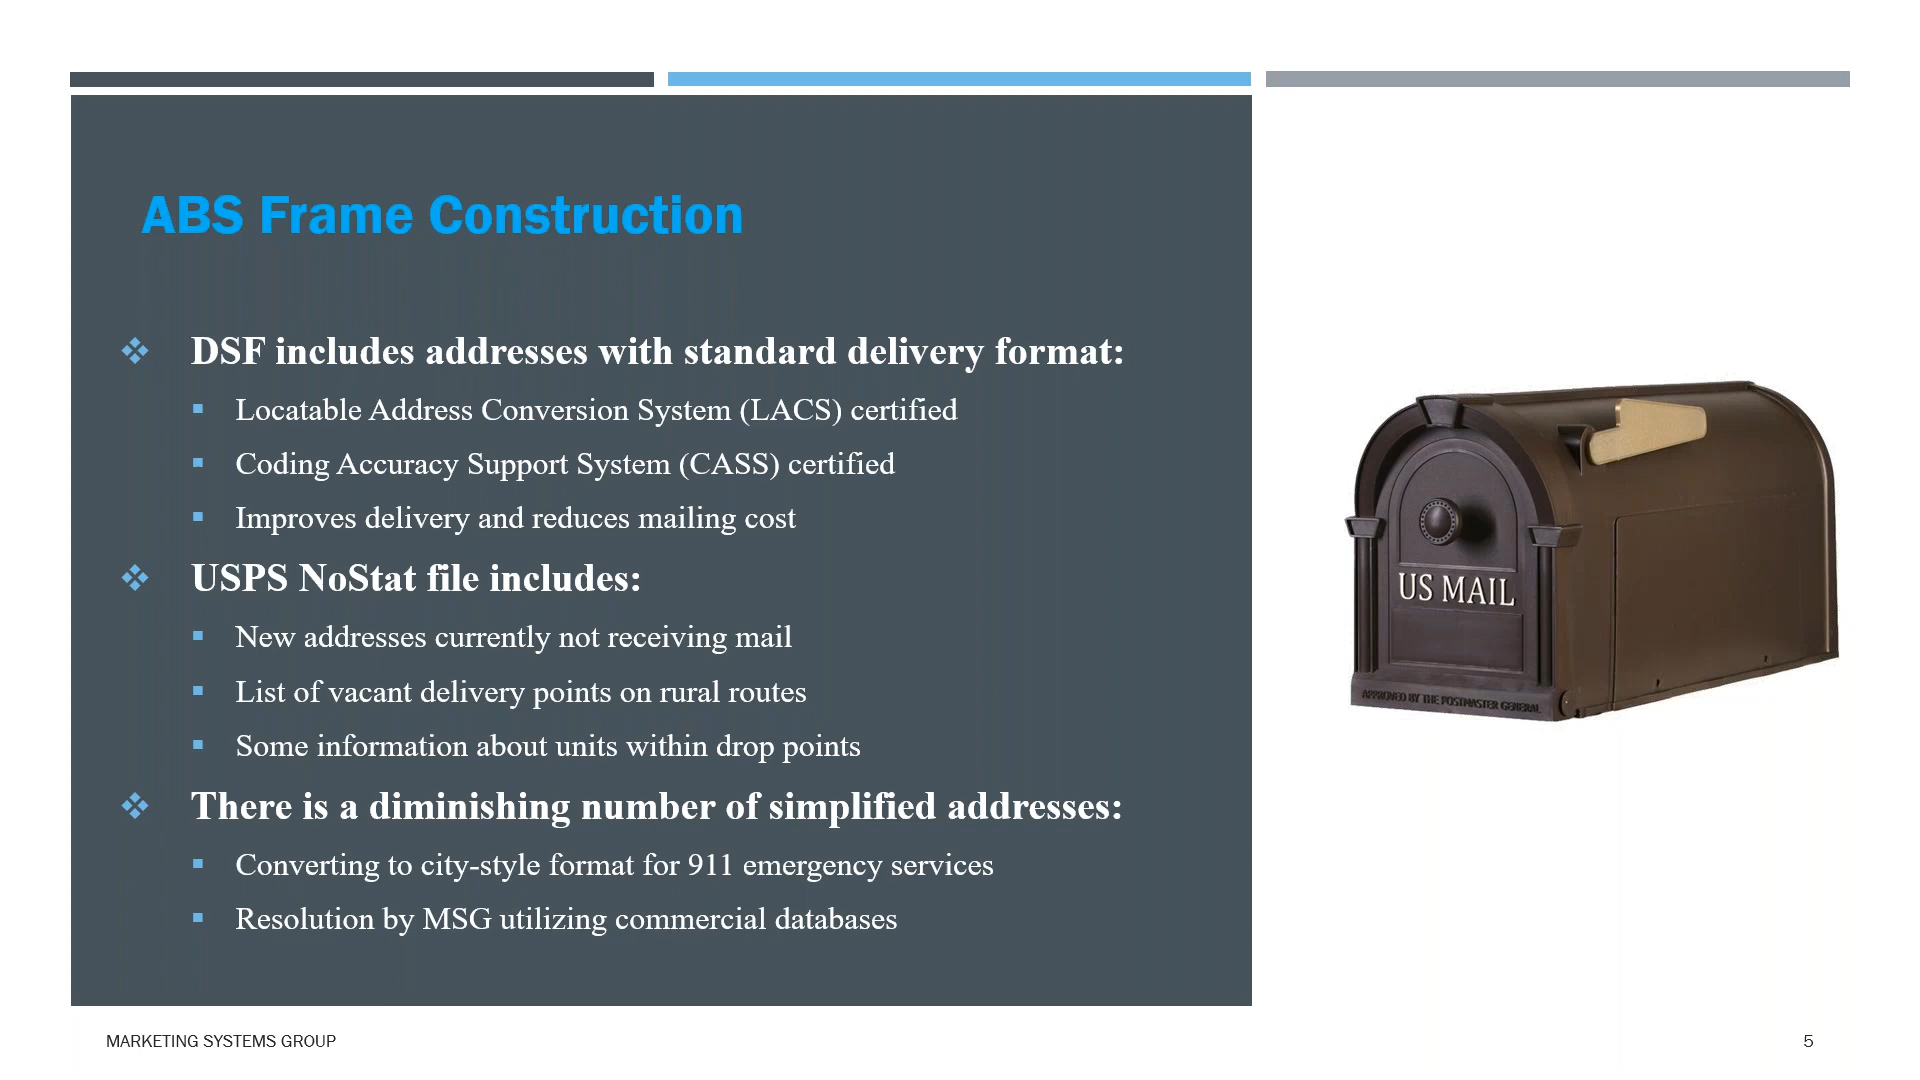 ABS Frame Construction
DSF includes addresses with standard delivery format:
Locatable Address Conversion System (LACS) certified
Coding Accuracy Support System (CASS) certified
Improves delivery and reduces mailing cost
USPS NoStat file includes:
New addresses currently not receiving mail
List of vacant delivery points on rural routes
Some information about units within drop points
There is a diminishing number of simplified addresses:
Converting to city-style format for 911 emergency services
Resolution by MSG utilizing commercial databases
US MAIL
APPROVED BY THE POSTMASTER GENERAL
MARKETING SYSTEMS GROUP
5